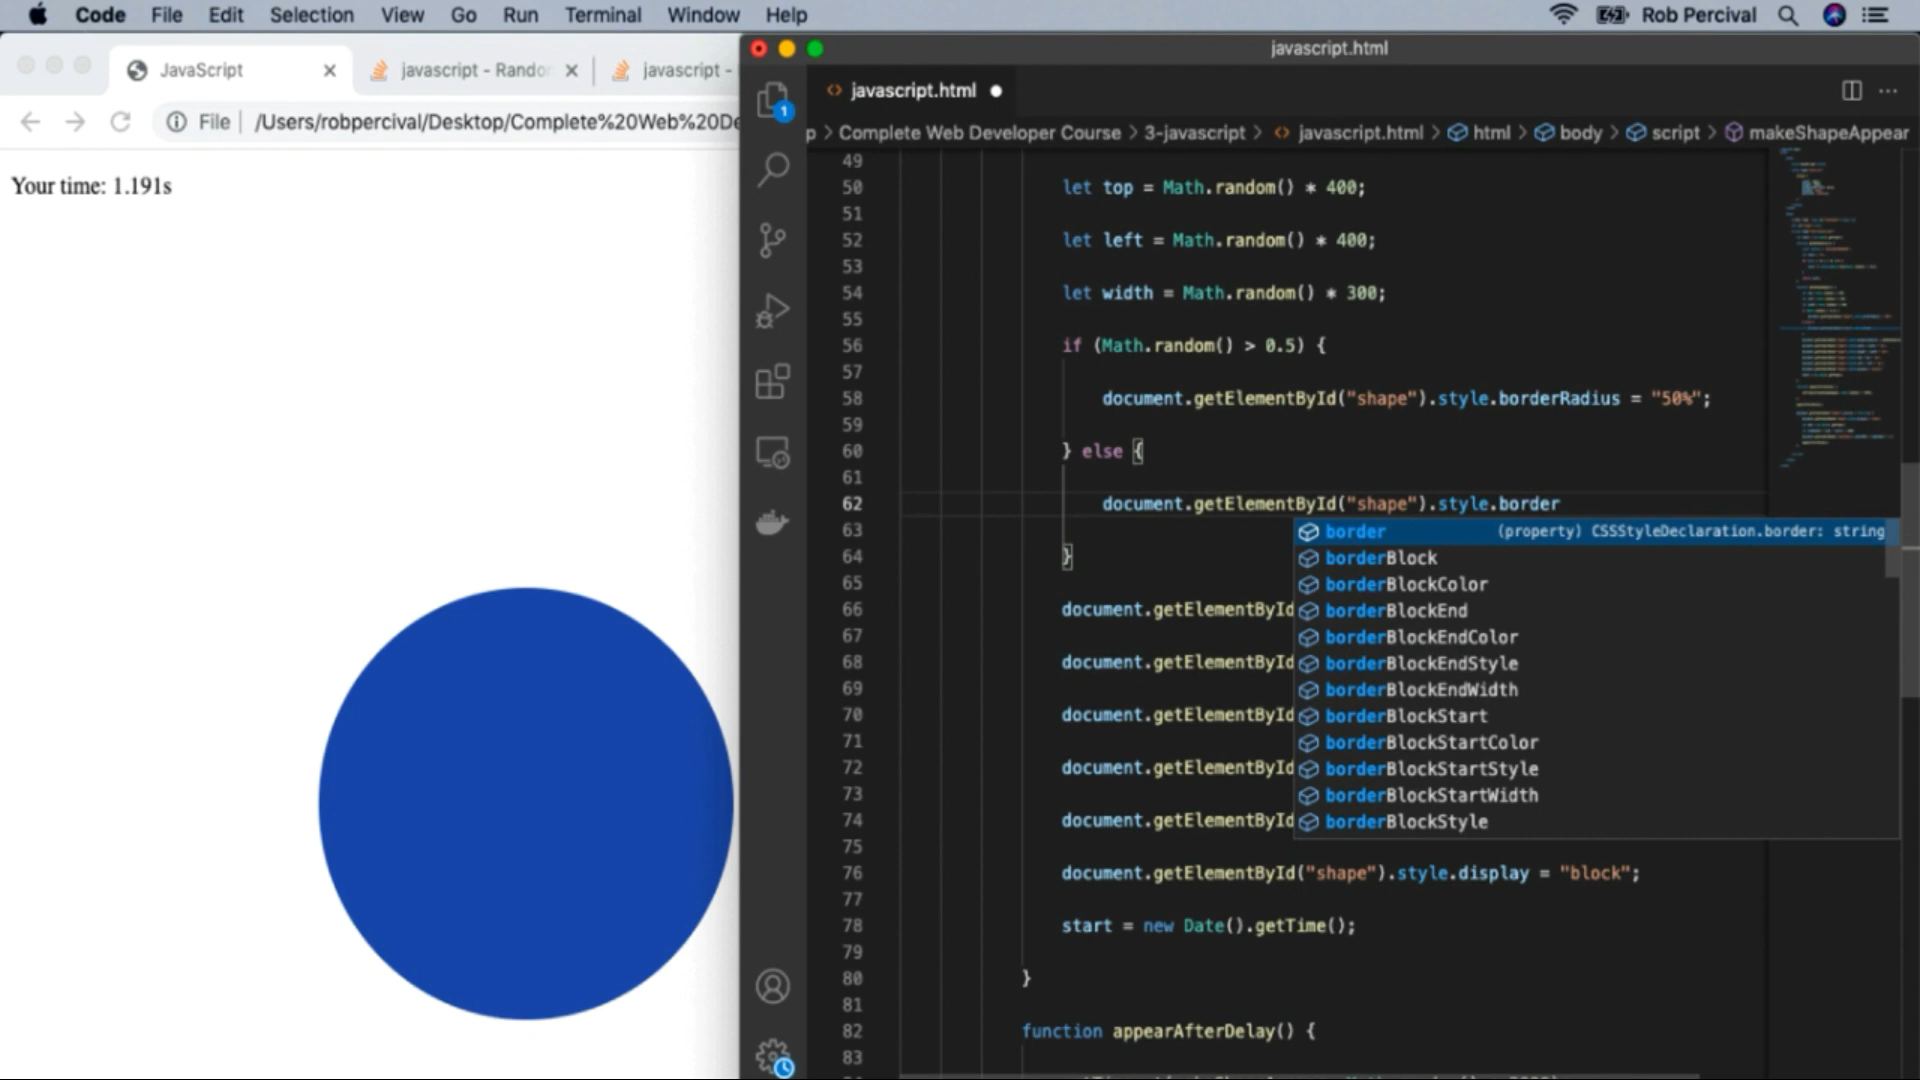 Code File Edit Selection View Go Run Terminal Window Help Rob Percival
JavaScript javascript - Rando javascript -
File /Users/robpercival/Desktop/Complete%20Web%20De
Your time: 1.191s
javascript.html
javascript.html
1
p > Complete Web Developer Course > 3-javascript > javascript.html > html > body > script > makeShapeAppear
49
50 let top = Math.random() * 400;
51
52 let left = Math.random() * 400;
53
54 let width = Math.random() * 300;
55
56 if (Math.random() > 0.5) {
57
58 document.getElementById("shape").style.borderRadius = "50%";
59
60 } else {
61
62 document.getElementById("shape").style.border
63
64 }
65
66 document.getElementById
67
68 document.getElementById
69
70 document.getElementById
71
72 document.getElementById
73
74 document.getElementById
75
76 document.getElementById("shape").style.display = "block";
77
78 start = new Date().getTime();
79
80 }
81
82 function appearAfterDelay() {
83
border (property) CSSStyleDeclaration.border: string
borderBlock
borderBlockColor
borderBlockEnd
borderBlockEndColor
borderBlockEndStyle
borderBlockEndWidth
borderBlockStart
borderBlockStartColor
borderBlockStartStyle
borderBlockStartWidth
borderBlockStyle